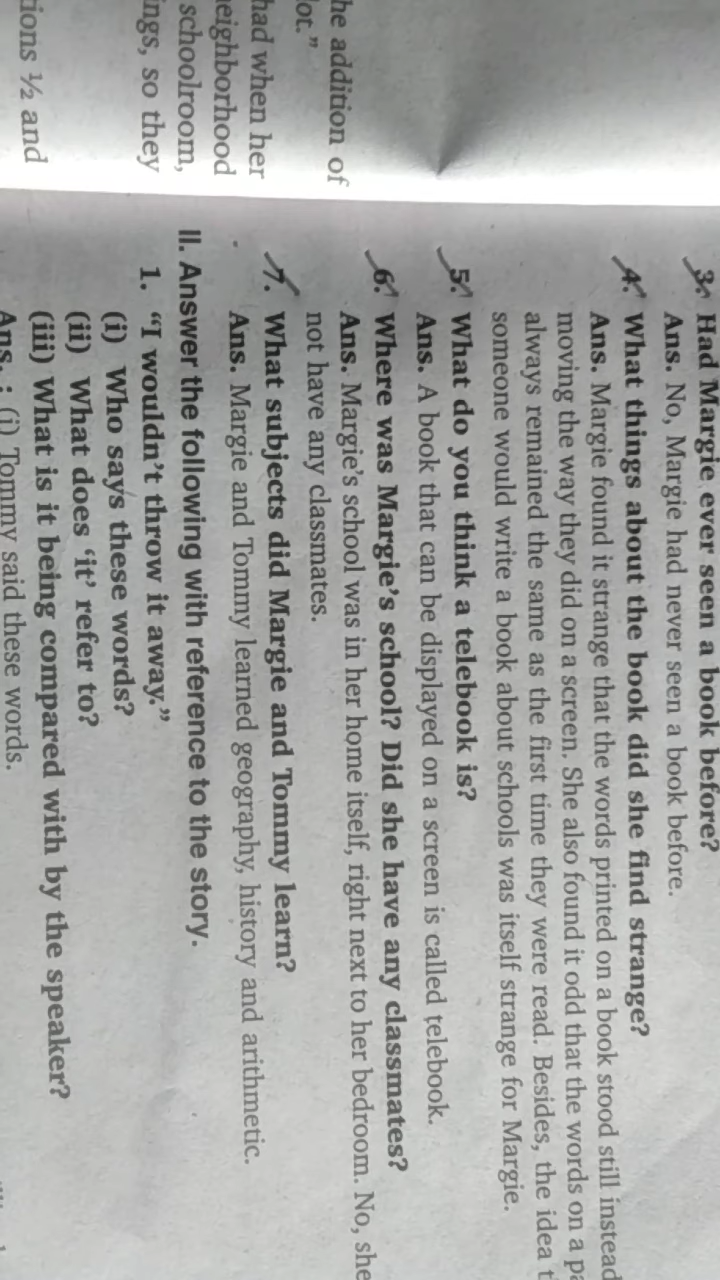 he addition of
lot.”
had when her
neighborhood
schoolroom,
ings, so they
tions ½ and
3. Had Margie ever seen a book before?
Ans. No, Margie had never seen a book before.
4. What things about the book did she find strange?
Ans. Margie found it strange that the words printed on a book stood still instead
moving the way they did on a screen. She also found it odd that the words on a pa
always remained the same as the first time they were read. Besides, the idea t
someone would write a book about schools was itself strange for Margie.
5. What do you think a telebook is?
Ans. A book that can be displayed on a screen is called telebook.
6. Where was Margie’s school? Did she have any classmates?
Ans. Margie’s school was in her home itself, right next to her bedroom. No, she
not have any classmates.
7. What subjects did Margie and Tommy learn?
Ans. Margie and Tommy learned geography, history and arithmetic.
II. Answer the following with reference to the story.
1. “I wouldn’t throw it away.”
(i) Who says these words?
(ii) What does ‘it’ refer to?
(iii) What is it being compared with by the speaker?
Ans. : (i) Tommy said these words.